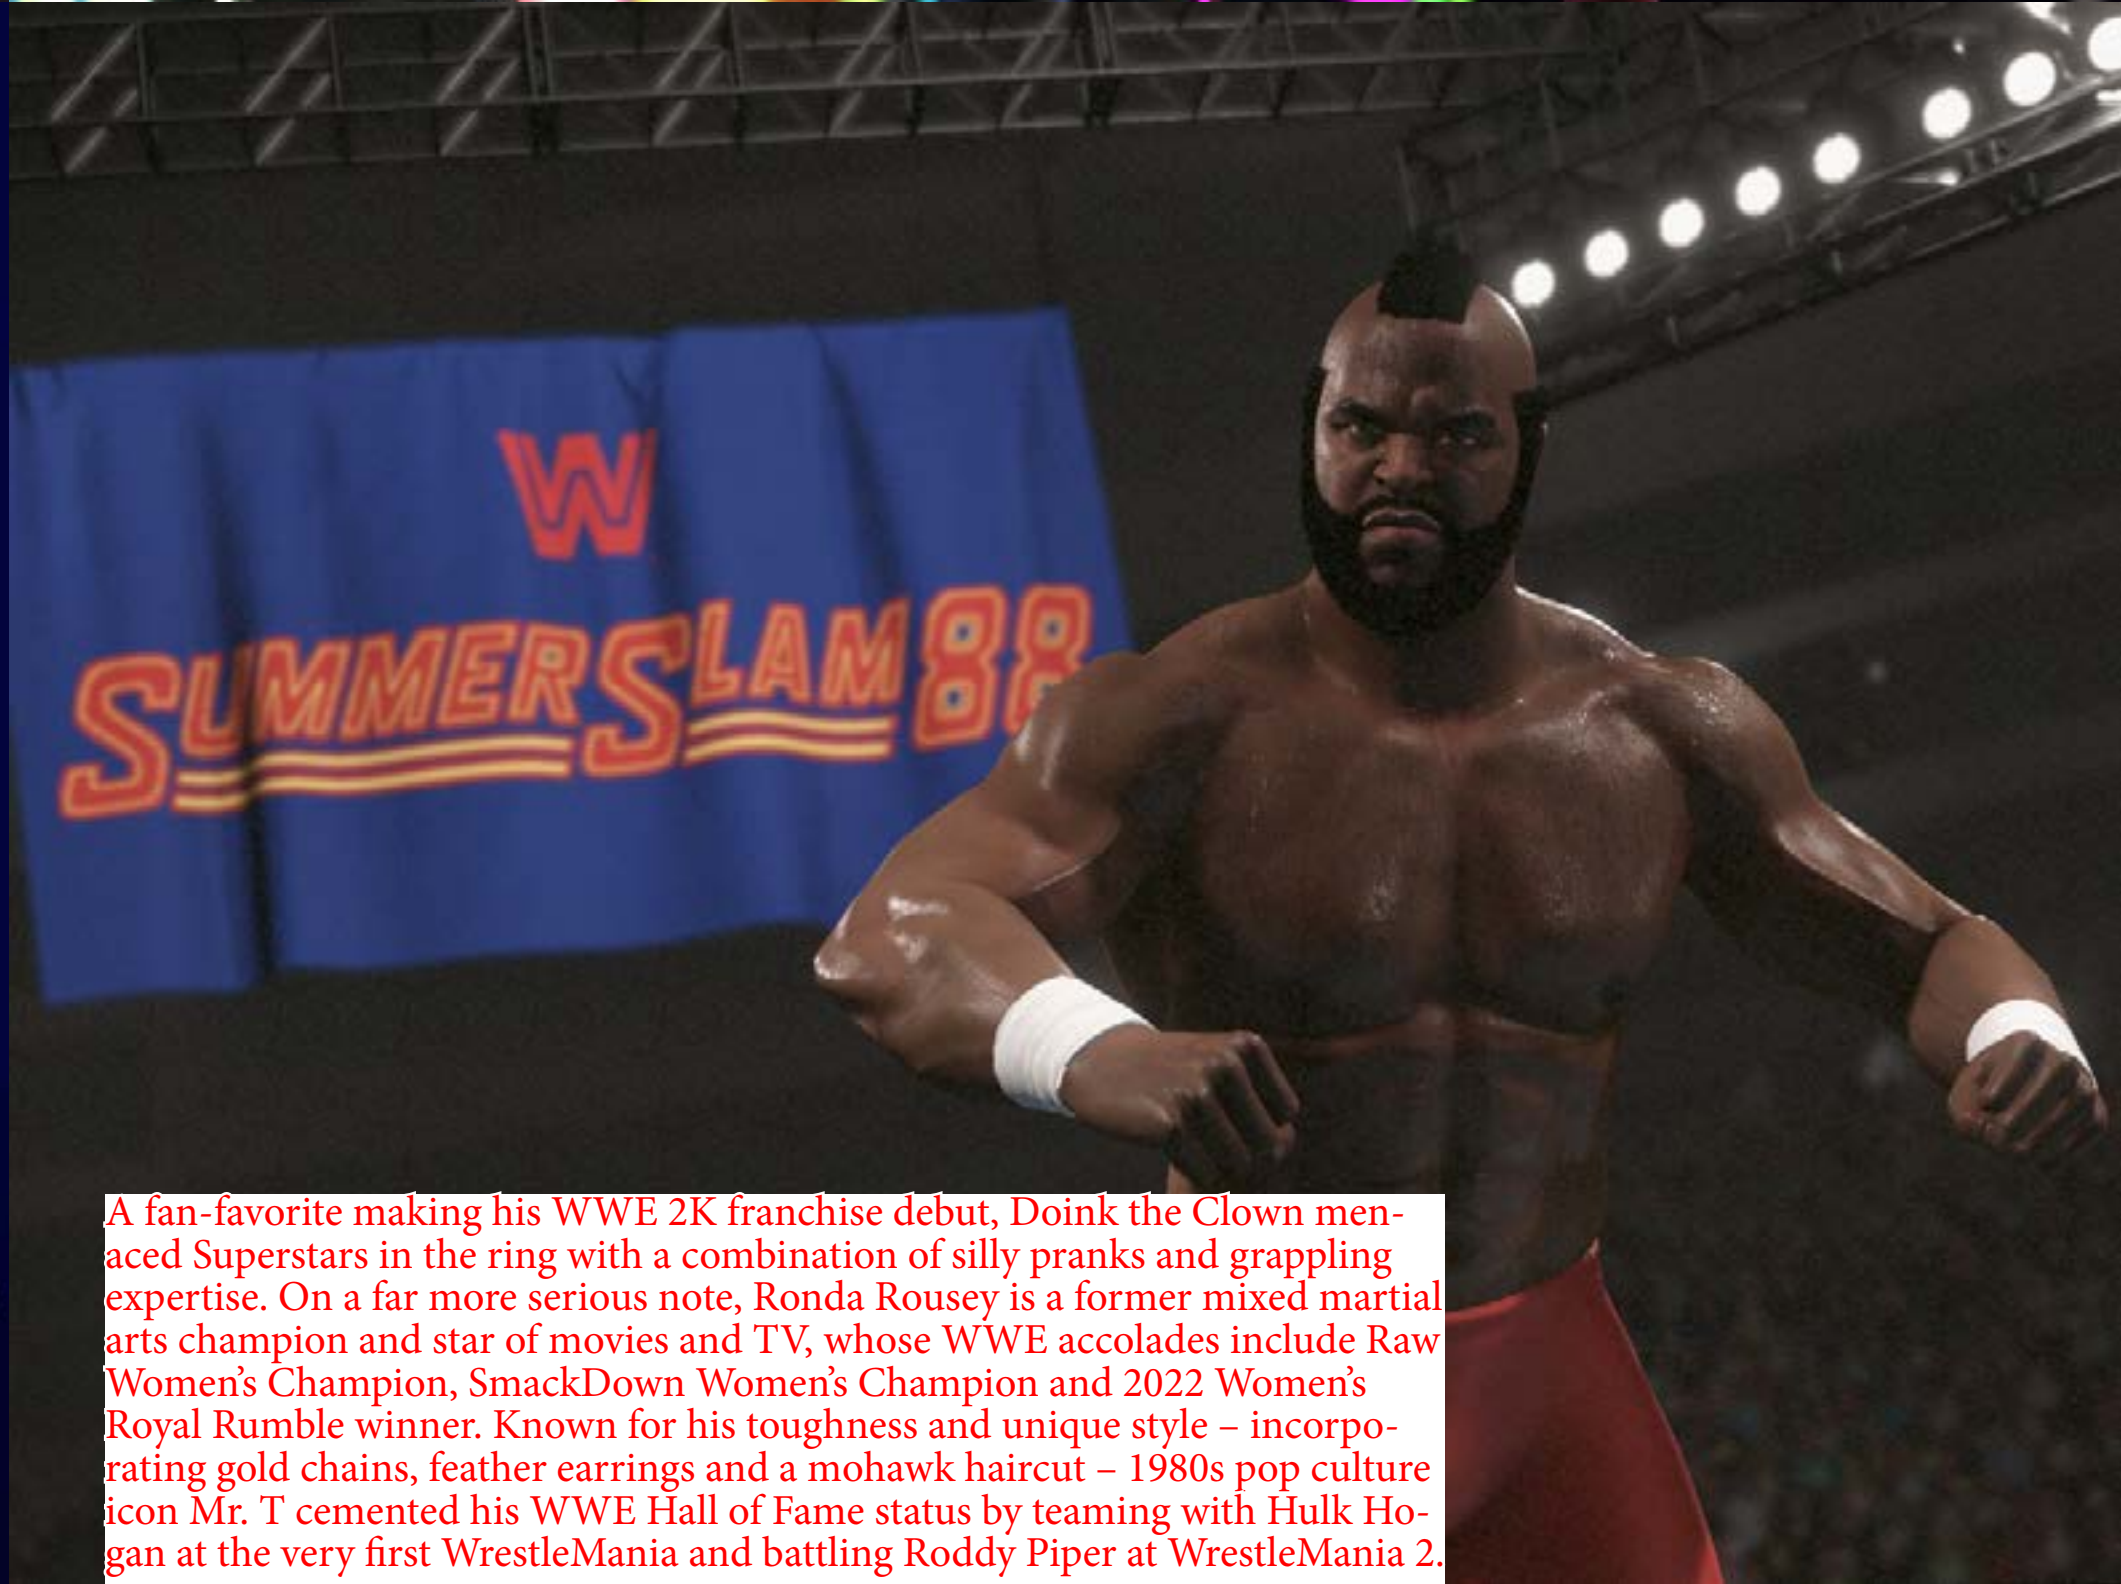 W
SUMMERSLAM 88
A fan-favorite making his WWE 2K franchise debut, Doink the Clown men-
aced Superstars in the ring with a combination of silly pranks and grappling
expertise. On a far more serious note, Ronda Rousey is a former mixed martial
arts champion and star of movies and TV, whose WWE accolades include Raw
Women's Champion, SmackDown Women's Champion and 2022 Women's
Royal Rumble winner. Known for his toughness and unique style – incorpo-
rating gold chains, feather earrings and a mohawk haircut – 1980s pop culture
icon Mr. T cemented his WWE Hall of Fame status by teaming with Hulk Ho-
gan at the very first WrestleMania and battling Roddy Piper at WrestleMania 2.